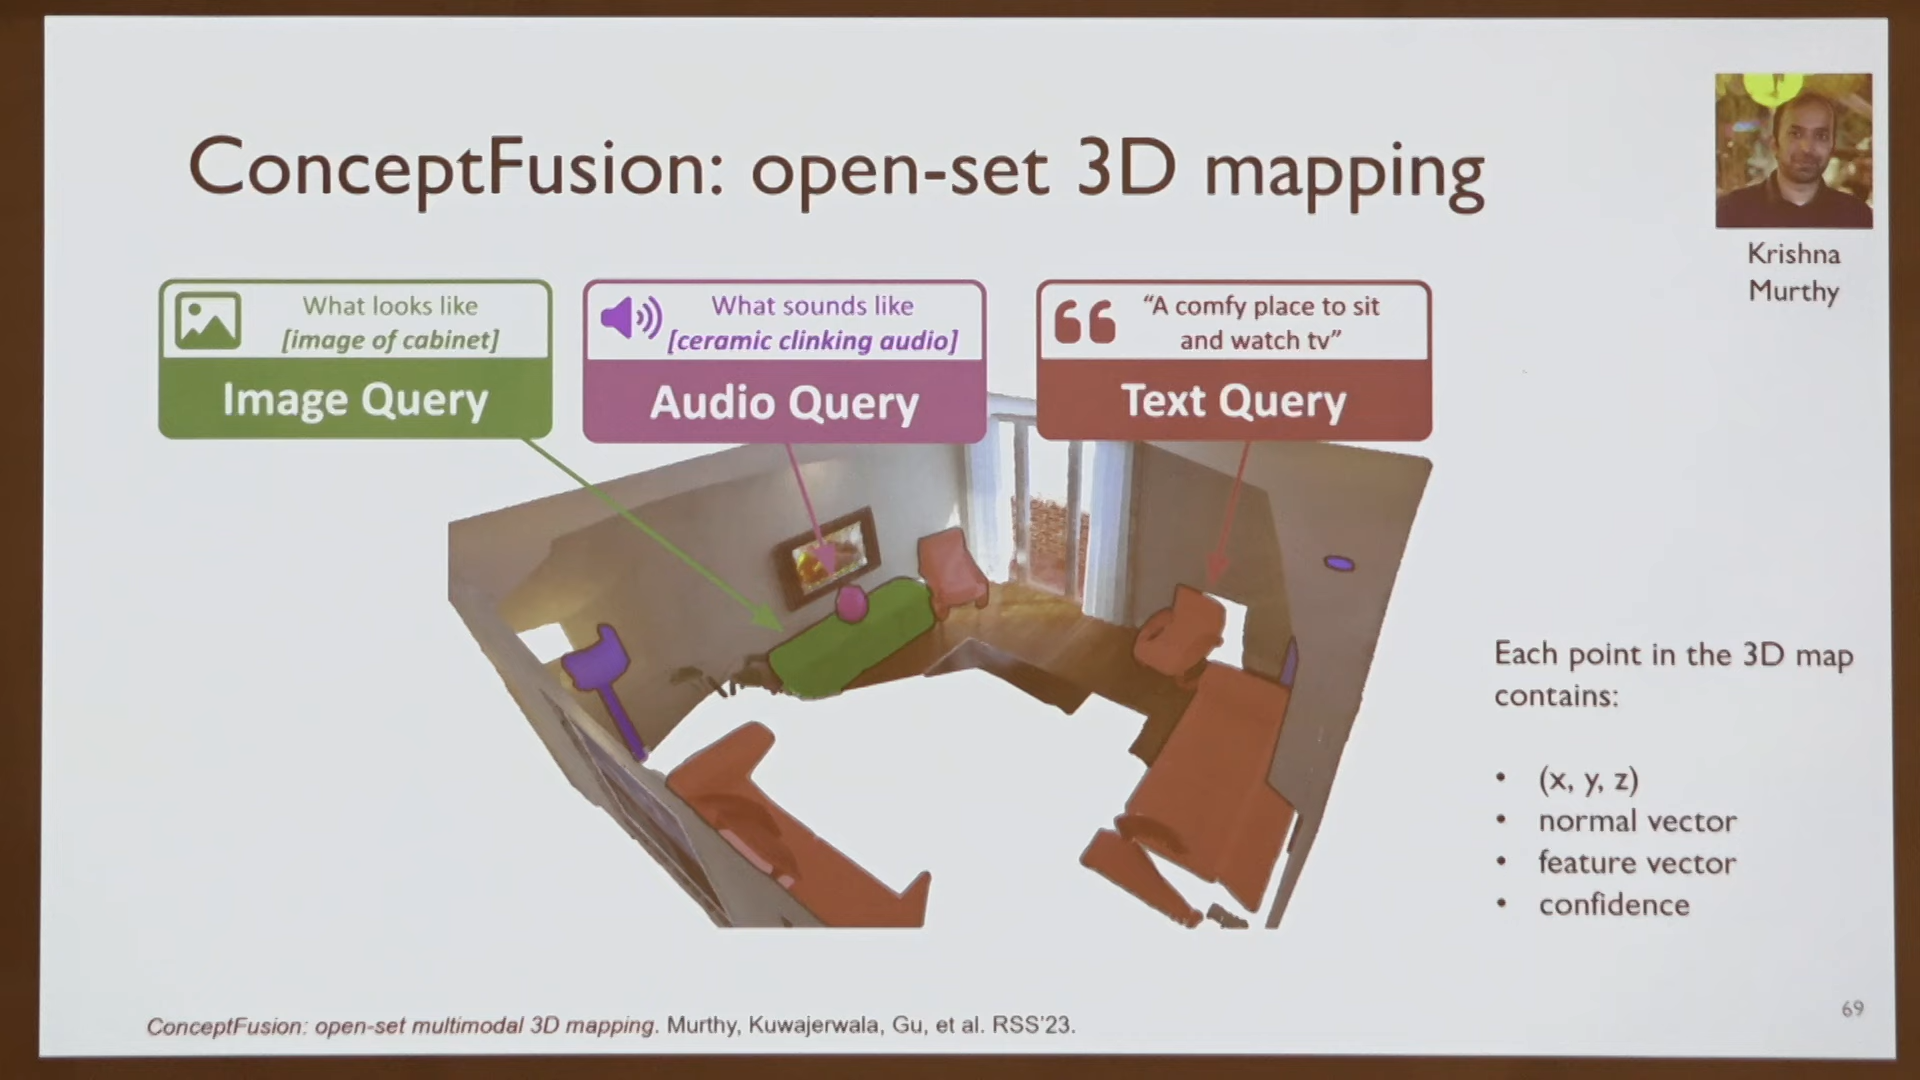 ConceptFusion: open-set 3D mapping
Krishna
Murthy
What looks like
[image of cabinet]
Image Query
What sounds like
[ceramic clinking audio]
Audio Query
“A comfy place to sit
and watch tv”
Text Query
Each point in the 3D map
contains:
• (x, y, z)
• normal vector
• feature vector
• confidence
ConceptFusion: open-set multimodal 3D mapping. Murthy, Kuwajerwala, Gu, et al. RSS’23.
69